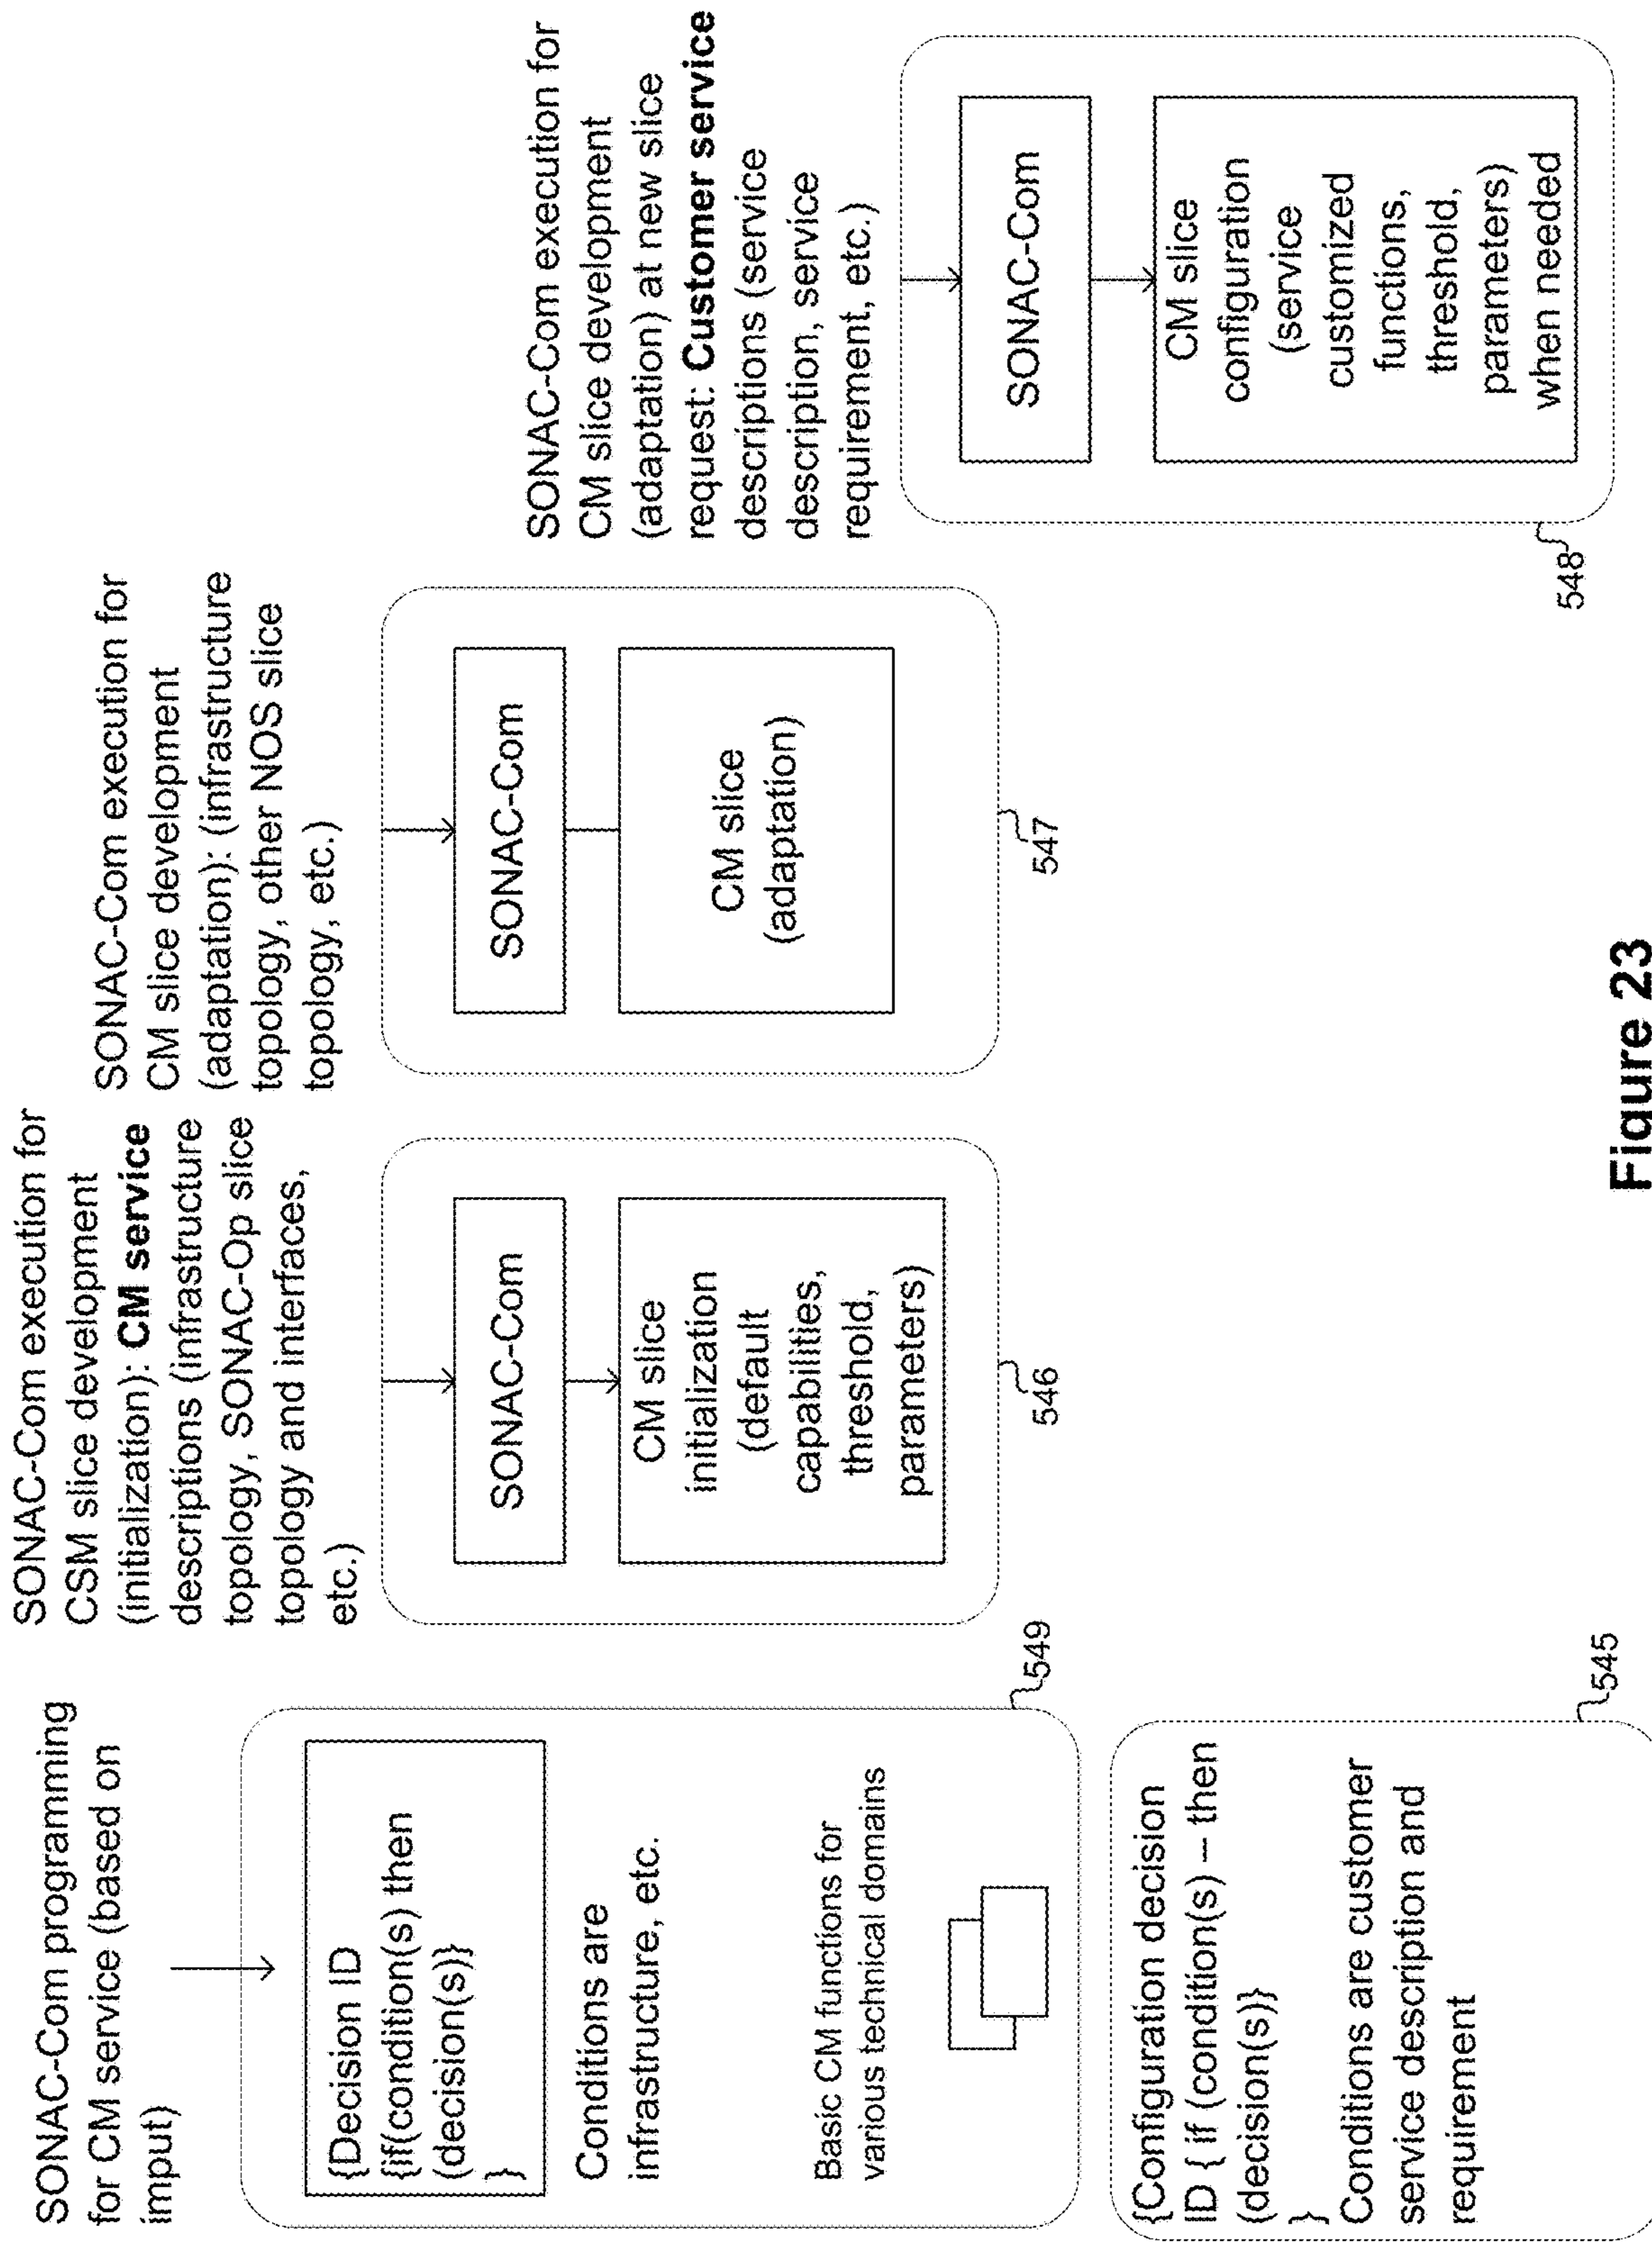 SONAC-Com programming
for CM service (based on
imput)
{Decision ID
{if(condition(s) then
(decision(s)}
}
Conditions are
infrastructure, etc.
Basic CM functions for
various technical domains
549
{Configuration decision
ID { if (condition(s) – then
(decision(s)}
}
Conditions are customer
service description and
requirement
545
SONAC-Com execution for
CSM slice development
(initialization): CM service
descriptions (infrastructure
topology, SONAC-Op slice
topology and interfaces,
etc.)
SONAC-Com
CM slice
initialization
(default
capabilities,
threshold,
parameters)
546
SONAC-Com execution for
CM slice development
(adaptation): (infrastructure
topology, other NOS slice
topology, etc.)
SONAC-Com
CM slice
(adaptation)
547
SONAC-Com execution for
CM slice development
(adaptation) at new slice
request: Customer service
descriptions (service
description, service
requirement, etc.)
SONAC-Com
CM slice
configuration
(service
customized
functions,
threshold,
parameters)
when needed
548
Figure 23